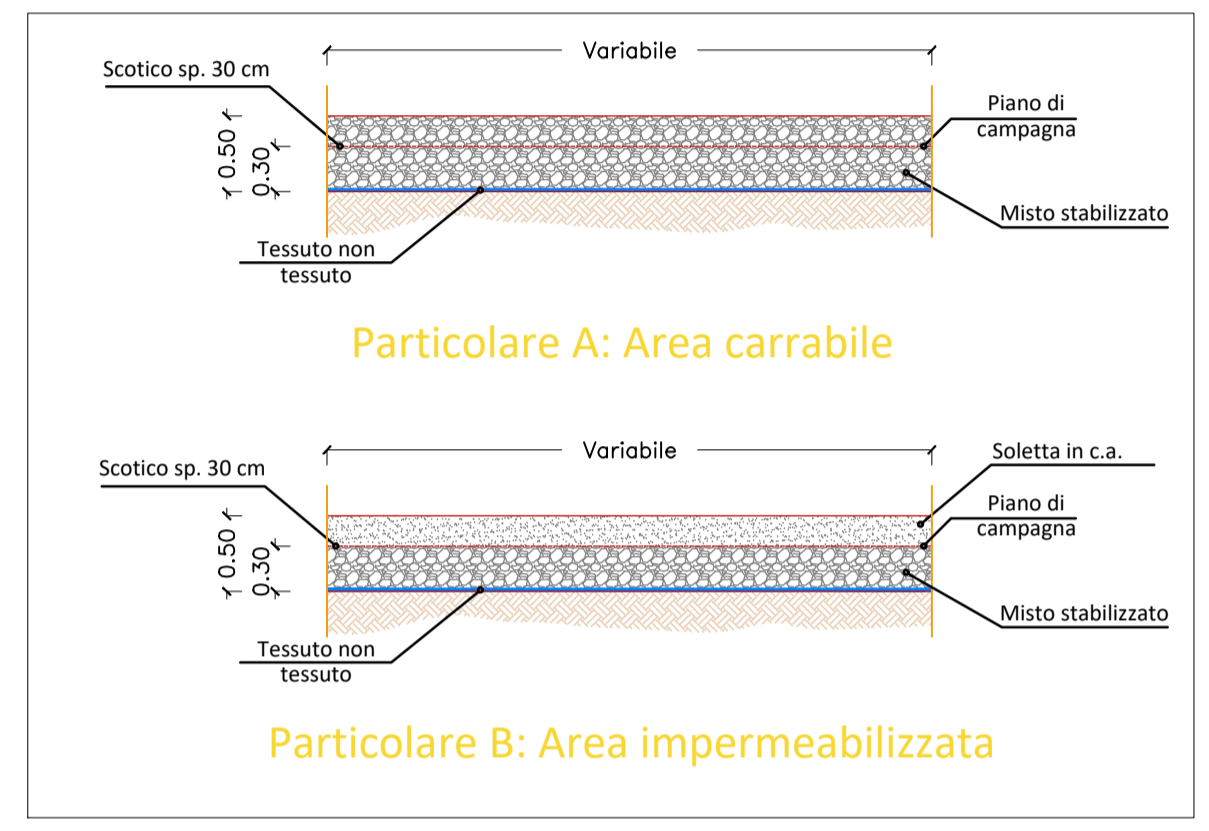 Variabile
Scotico sp. 30 cm
Piano di
campagna
0.50
0.30
Misto stabilizzato
Tessuto non
tessuto
Particolare A: Area carrabile
Variabile
Soletta in c.a.
Scotico sp. 30 cm
Piano di
campagna
0.50
0.30
Misto stabilizzato
Tessuto non
tessuto
Particolare B: Area impermeabilizzata